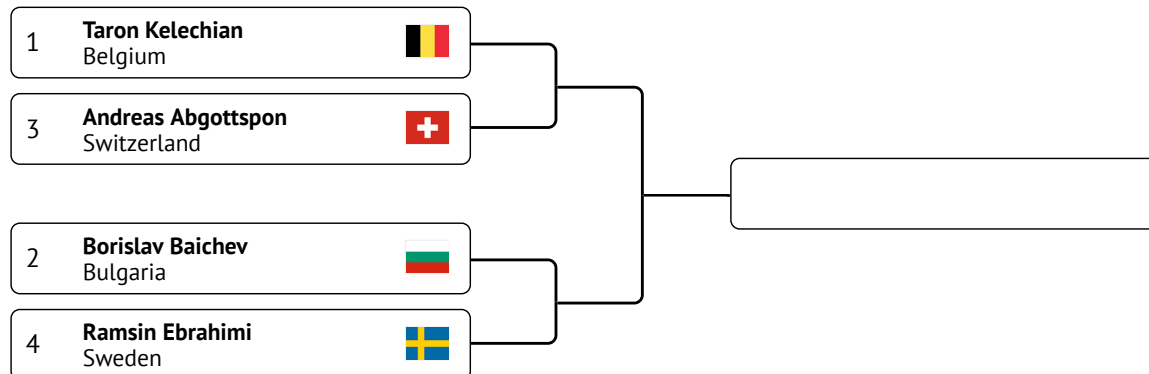 1
Taron Kelechian
Belgium
3
Andreas Abgottspon
Switzerland
2
Borislav Baichev
Bulgaria
4
Ramsin Ebrahimi
Sweden